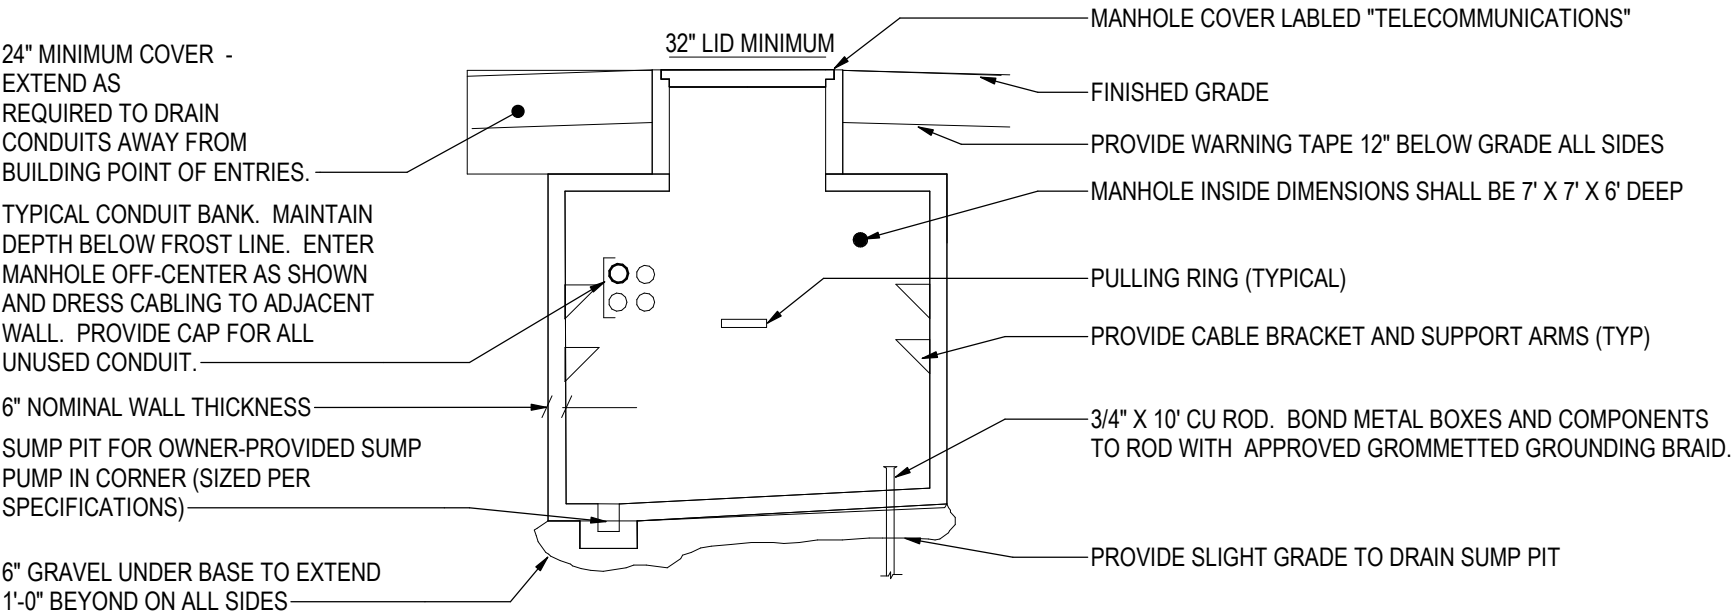 24" MINIMUM COVER -
EXTEND AS
REQUIRED TO DRAIN
CONDUITS AWAY FROM
BUILDING POINT OF ENTRIES.
TYPICAL CONDUIT BANK. MAINTAIN
DEPTH BELOW FROST LINE. ENTER
MANHOLE OFF-CENTER AS SHOWN
AND DRESS CABLING TO ADJACENT
WALL. PROVIDE CAP FOR ALL
UNUSED CONDUIT.
6" NOMINAL WALL THICKNESS
SUMP PIT FOR OWNER-PROVIDED SUMP
PUMP IN CORNER (SIZED PER
SPECIFICATIONS)
6" GRAVEL UNDER BASE TO EXTEND
1'-0" BEYOND ON ALL SIDES
32" LID MINIMUM
MANHOLE COVER LABLED "TELECOMMUNICATIONS"
FINISHED GRADE
PROVIDE WARNING TAPE 12" BELOW GRADE ALL SIDES
MANHOLE INSIDE DIMENSIONS SHALL BE 7' X 7' X 6' DEEP
PULLING RING (TYPICAL)
PROVIDE CABLE BRACKET AND SUPPORT ARMS (TYP)
3/4" X 10' CU ROD. BOND METAL BOXES AND COMPONENTS
TO ROD WITH APPROVED GROMMETTED GROUNDING BRAID.
PROVIDE SLIGHT GRADE TO DRAIN SUMP PIT